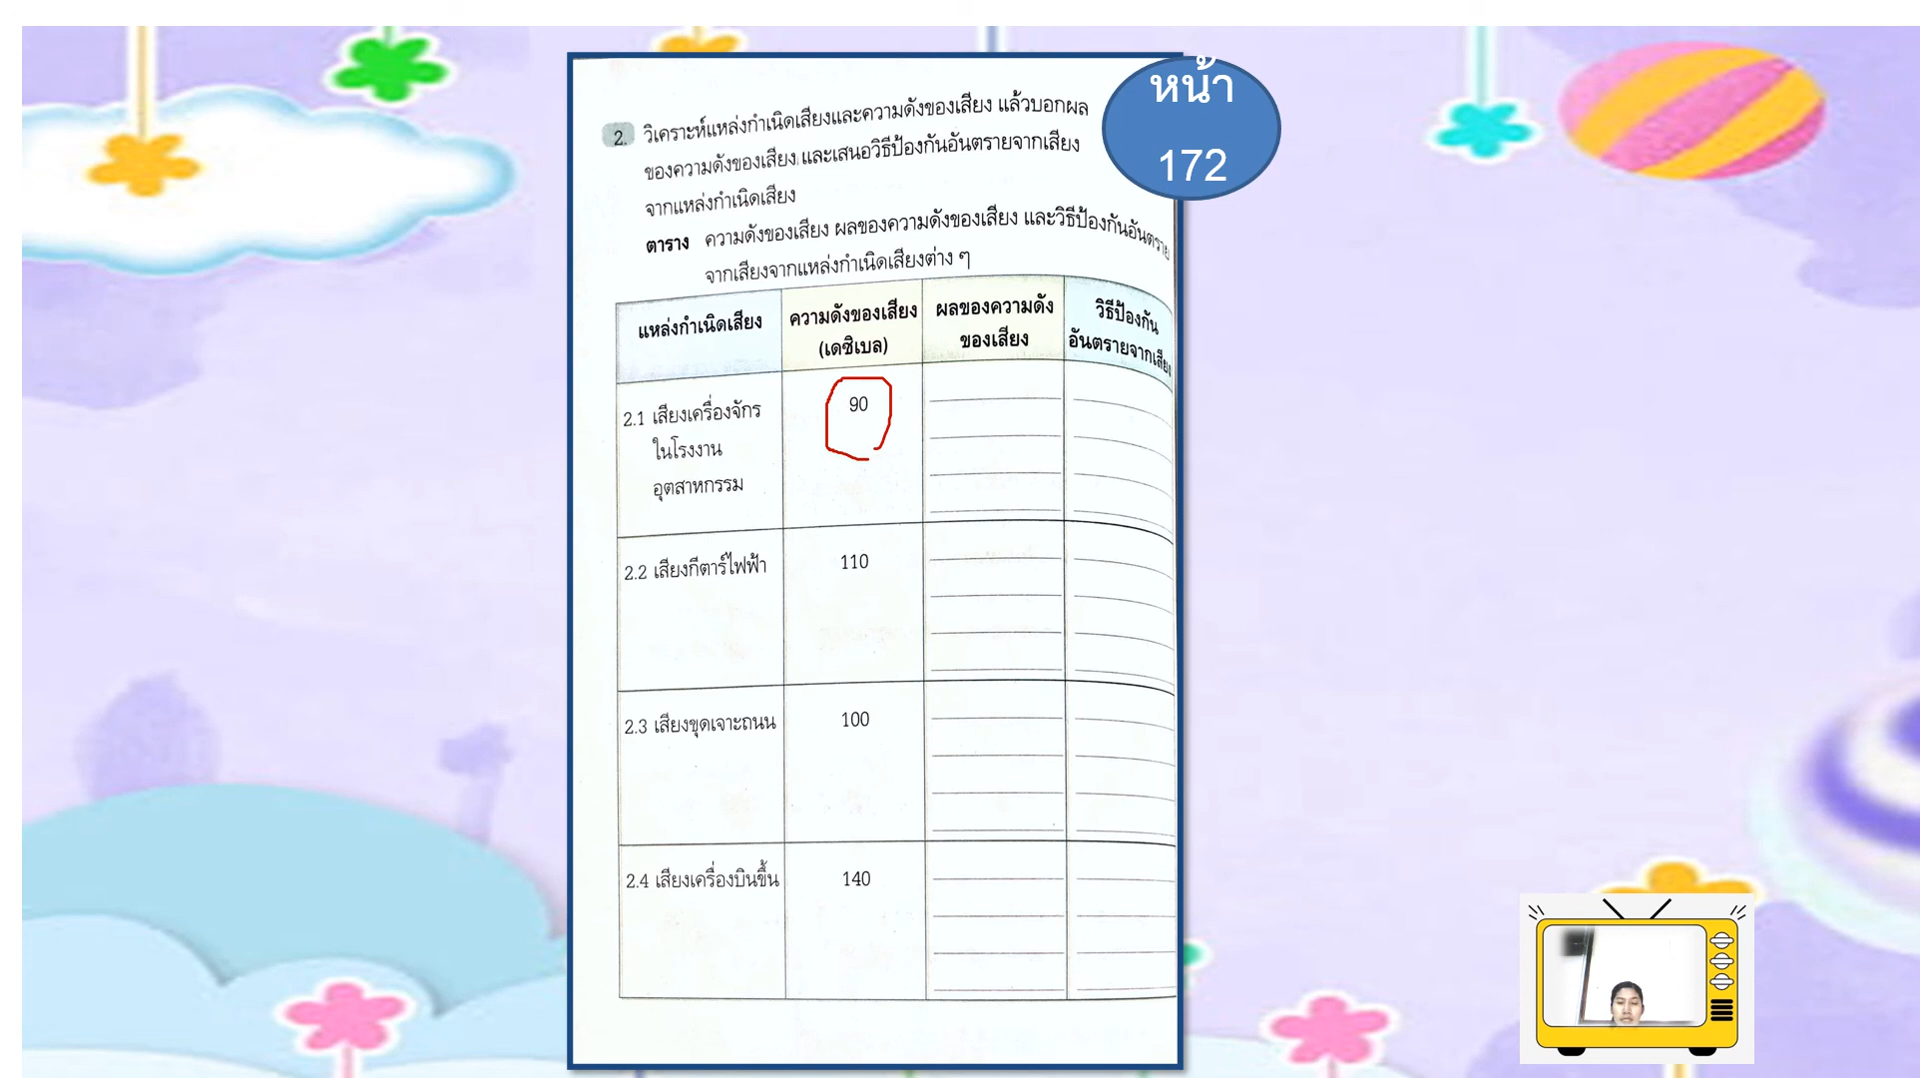 หน้า
172
2. วิเคราะห์แหล่งกำเนิดเสียงและความดังของเสียง แล้วบอกผล
ของความดังของเสียง และเสนอวิธีป้องกันอันตรายจากเสียง
จากแหล่งกำเนิดเสียง
ตาราง ความดังของเสียง ผลของความดังของเสียง และวิธีป้องกันอันตราย
จากเสียงจากแหล่งกำเนิดเสียงต่าง ๆ
แหล่งกำเนิดเสียง
ความดังของเสียง
(เดซิเบล)
ผลของความดัง
ของเสียง
วิธีป้องกัน
อันตรายจากเสียง
2.1 เสียงเครื่องจักร
ในโรงงาน
อุตสาหกรรม
90
2.2 เสียงกีตาร์ไฟฟ้า
110
2.3 เสียงขุดเจาะถนน
100
2.4 เสียงเครื่องบินขึ้น
140